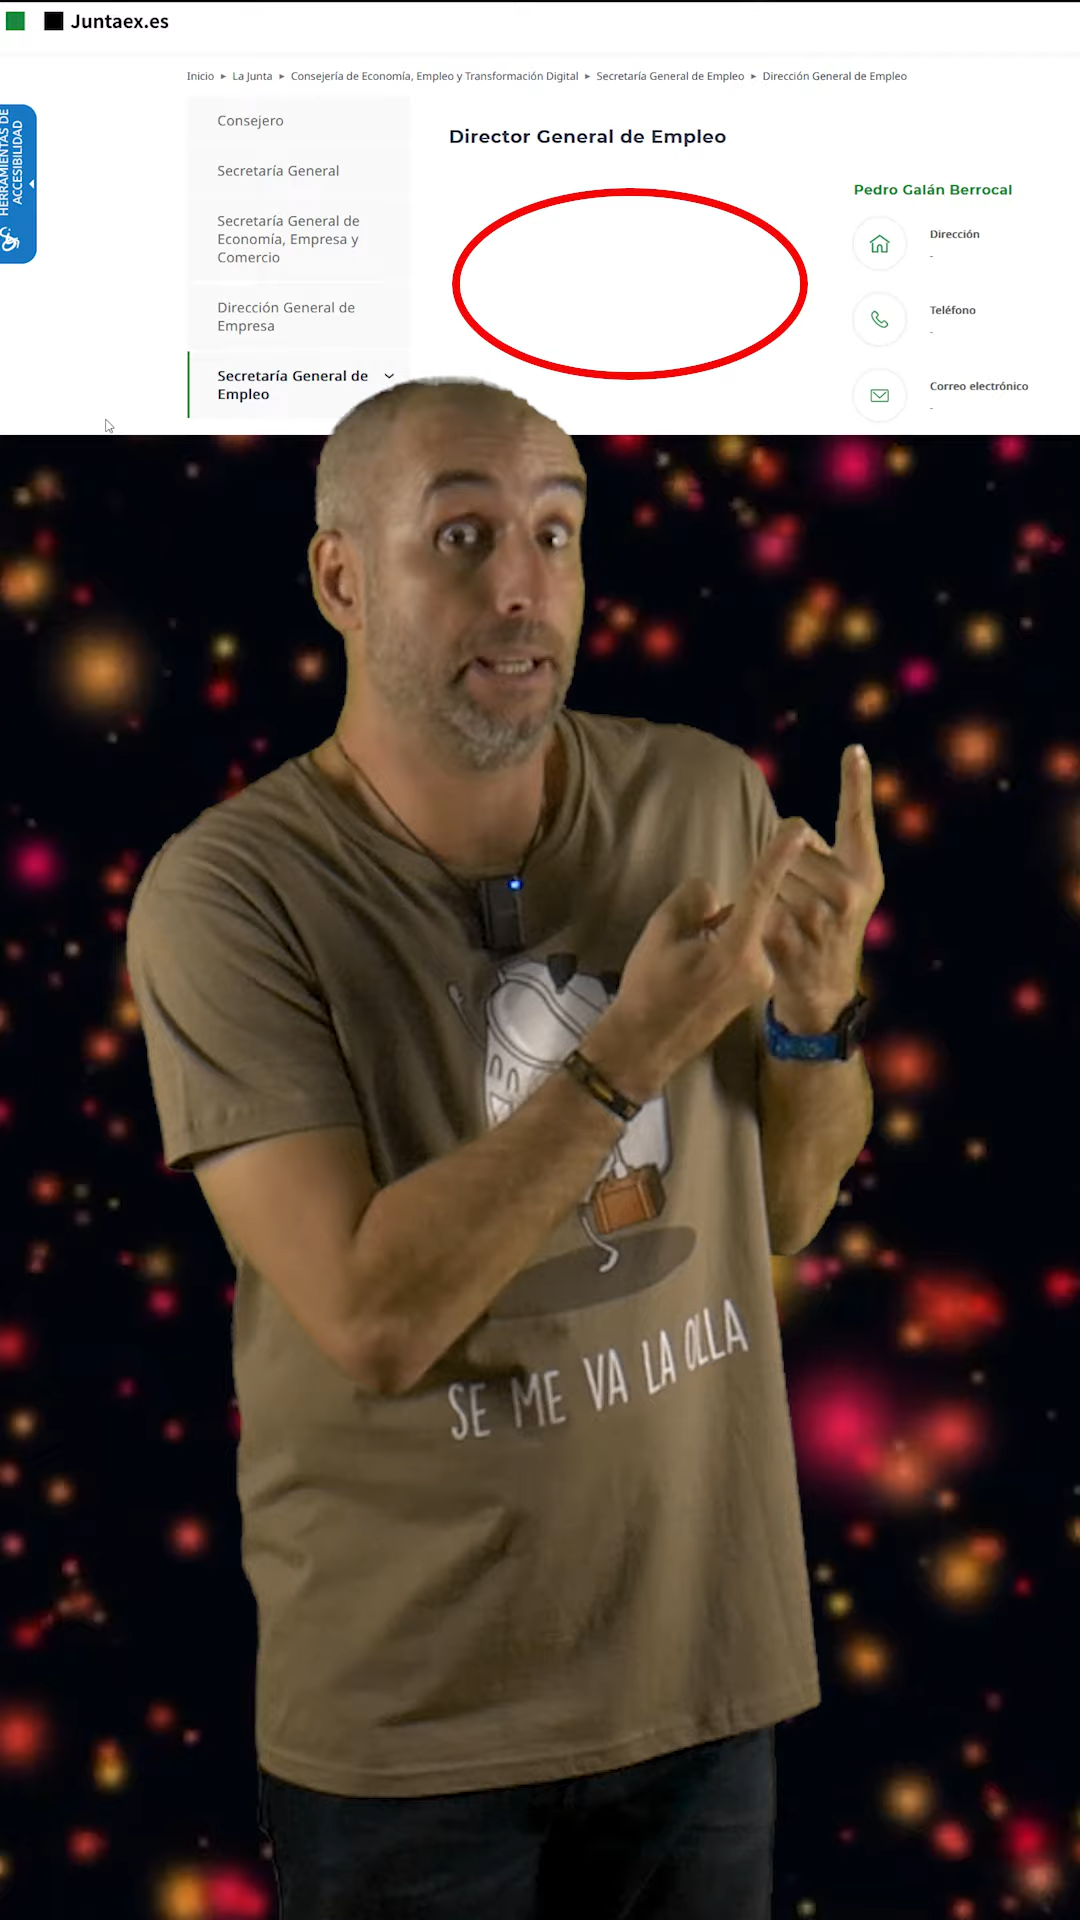 Juntaex.es
Inicio ▸ La Junta ▸ Consejería de Economía, Empleo y Transformación Digital ▸ Secretaría General de Empleo ▸ Dirección General de Empleo
HERRAMIENTAS DE
ACCESIBILIDAD
Consejero
Secretaría General
Secretaría General de
Economía, Empresa y
Comercio
Dirección General de
Empresa
Secretaría General de
Empleo
Director General de Empleo
Pedro Galán Berrocal
Dirección
-
Teléfono
-
Correo electrónico
-
SE ME VA LA OLLA